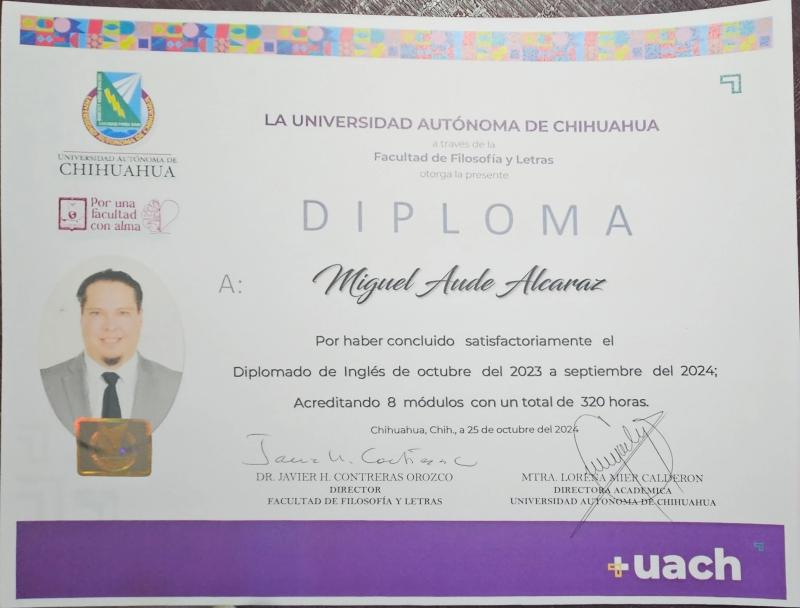 UNIVERSIDAD AUTÓNOMA DE
CHIHUAHUA
Por una
facultad
con alma
LA UNIVERSIDAD AUTÓNOMA DE CHIHUAHUA
a través de la
Facultad de Filosofía y Letras
otorga la presente
DIPLOMA
A: Miguel Aude Alcaraz
Por haber concluido satisfactoriamente el
Diplomado de Inglés de octubre del 2023 a septiembre del 2024;
Acreditando 8 módulos con un total de 320 horas.
Chihuahua, Chih., a 25 de octubre del 2024
DR. JAVIER H. CONTRERAS OROZCO
DIRECTOR
FACULTAD DE FILOSOFÍA Y LETRAS
MTRA. LORENA MIER CALDERON
DIRECTORA ACADEMICA
UNIVERSIDAD AUTONOMA DE CHIHUAHUA
+uach